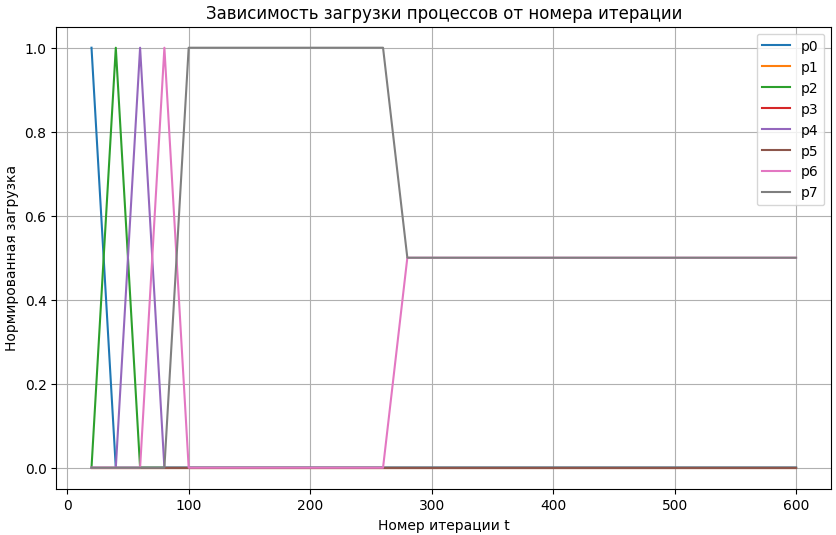 Зависимость загрузки процессов от номера итерации
Нормированная загрузка
1.0
0.8
0.6
0.4
0.2
0.0
0 100 200 300 400 500 600
Номер итерации t
p0
p1
p2
p3
p4
p5
p6
p7